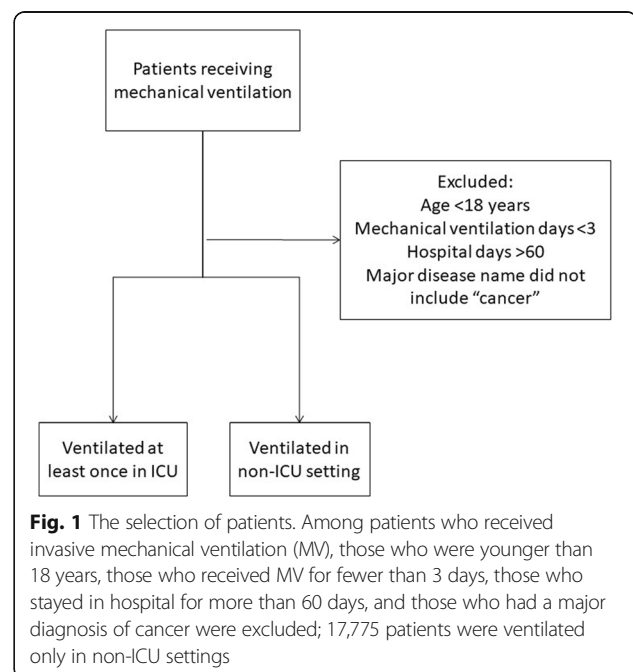 Patients receiving
mechanical ventilation
Excluded:
Age <18 years
Mechanical ventilation days <3
Hospital days >60
Major disease name did not
include “cancer”
Ventilated at
least once in ICU
Ventilated in
non-ICU setting
Fig. 1 The selection of patients. Among patients who received
invasive mechanical ventilation (MV), those who were younger than
18 years, those who received MV for fewer than 3 days, those who
stayed in hospital for more than 60 days, and those who had a major
diagnosis of cancer were excluded; 17,775 patients were ventilated
only in non-ICU settings